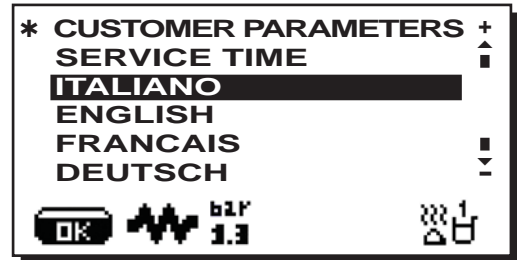 * CUSTOMER PARAMETERS +
SERVICE TIME
ITALIANO
ENGLISH
FRANCAIS
DEUTSCH -
OK bar 1.3 1